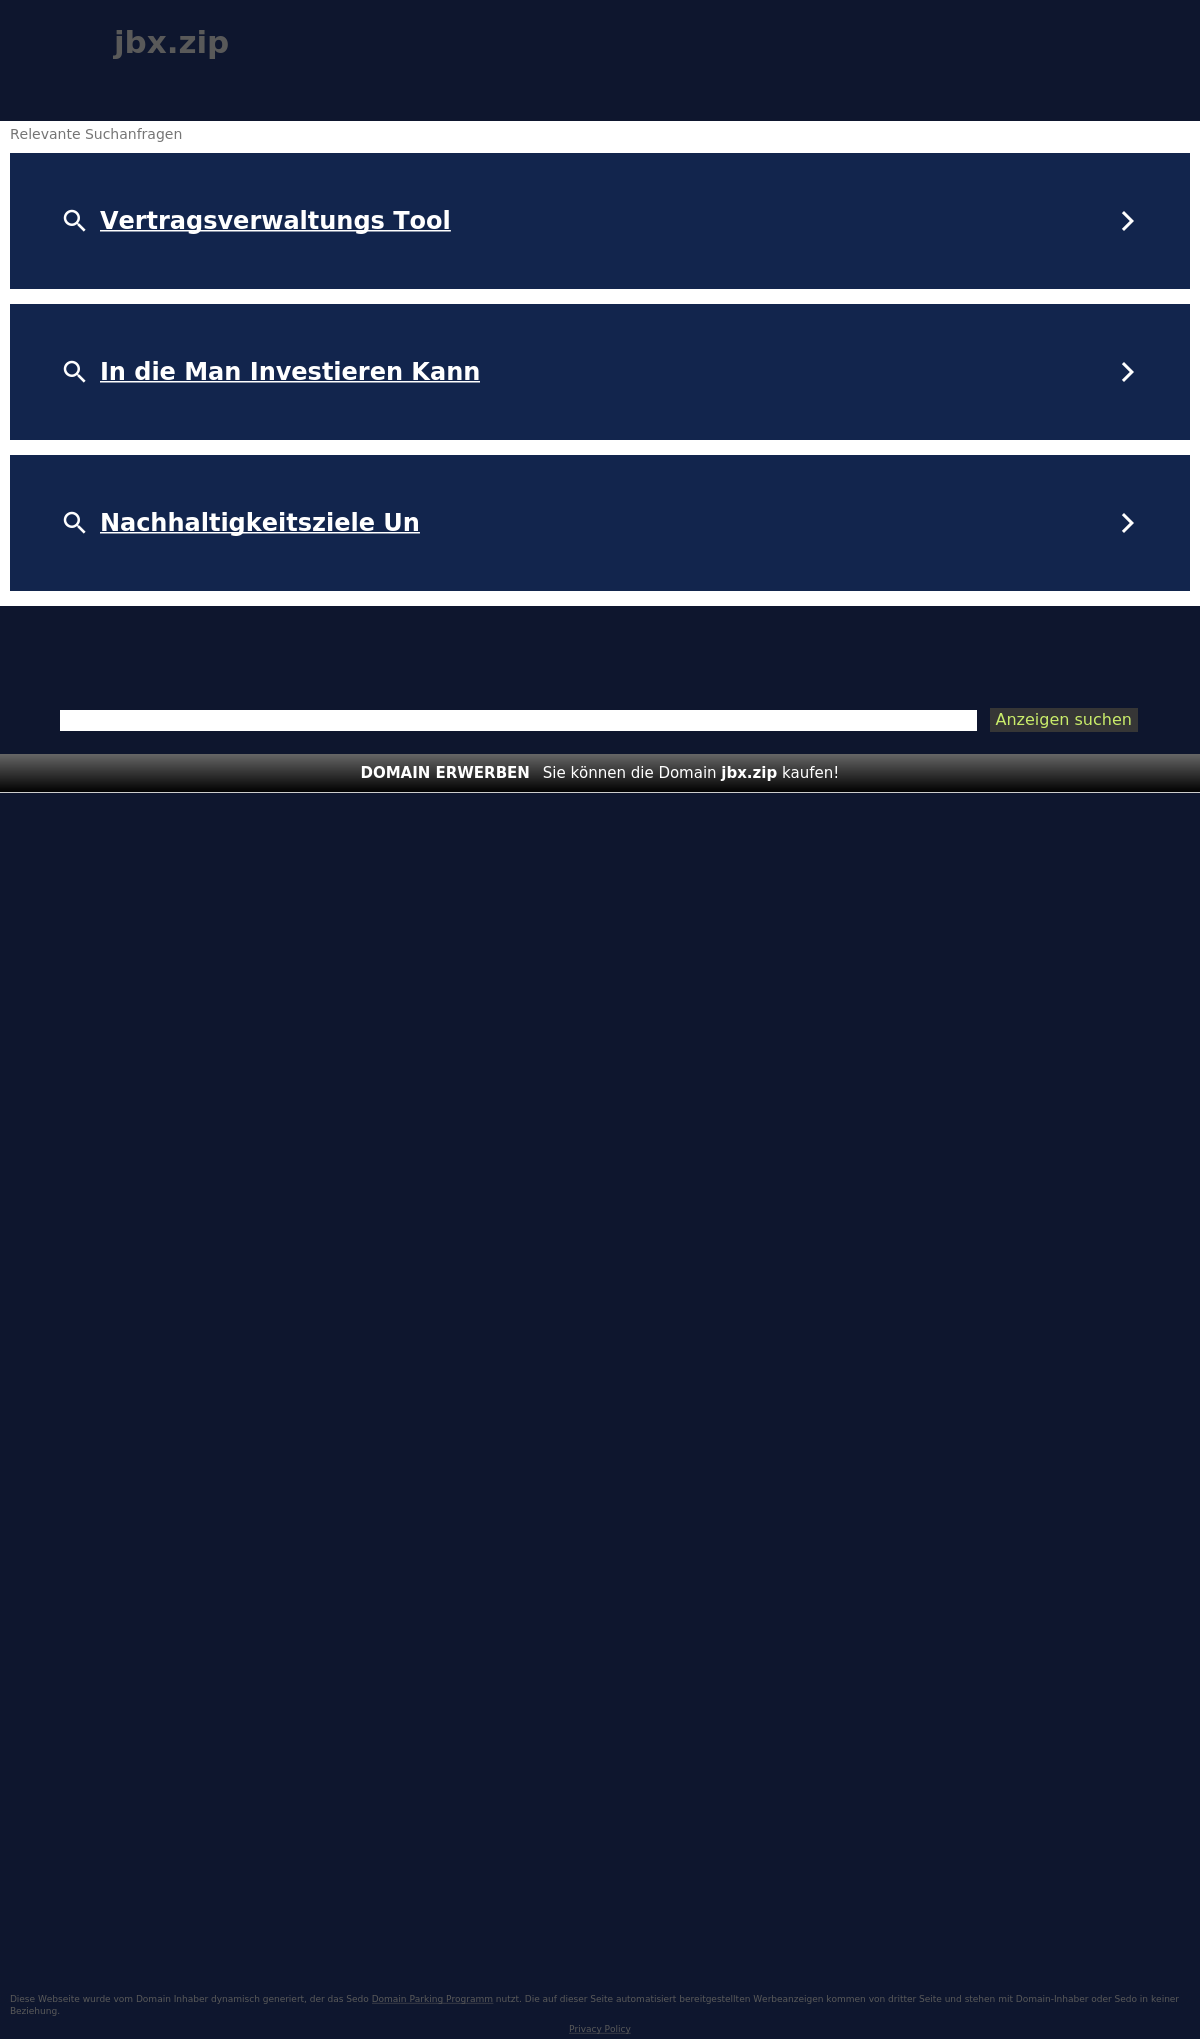 jbx.zip
Relevante Suchanfragen
Vertragsverwaltungs Tool
In die Man Investieren Kann
Nachhaltigkeitsziele Un
Anzeigen suchen
DOMAIN ERWERBEN Sie können die Domain jbx.zip kaufen!
Diese Webseite wurde vom Domain Inhaber dynamisch generiert, der das Sedo Domain Parking Programm nutzt. Die auf dieser Seite automatisiert bereitgestellten Werbeanzeigen kommen von dritter Seite und stehen mit Domain-Inhaber oder Sedo in keiner
Beziehung.
Privacy Policy